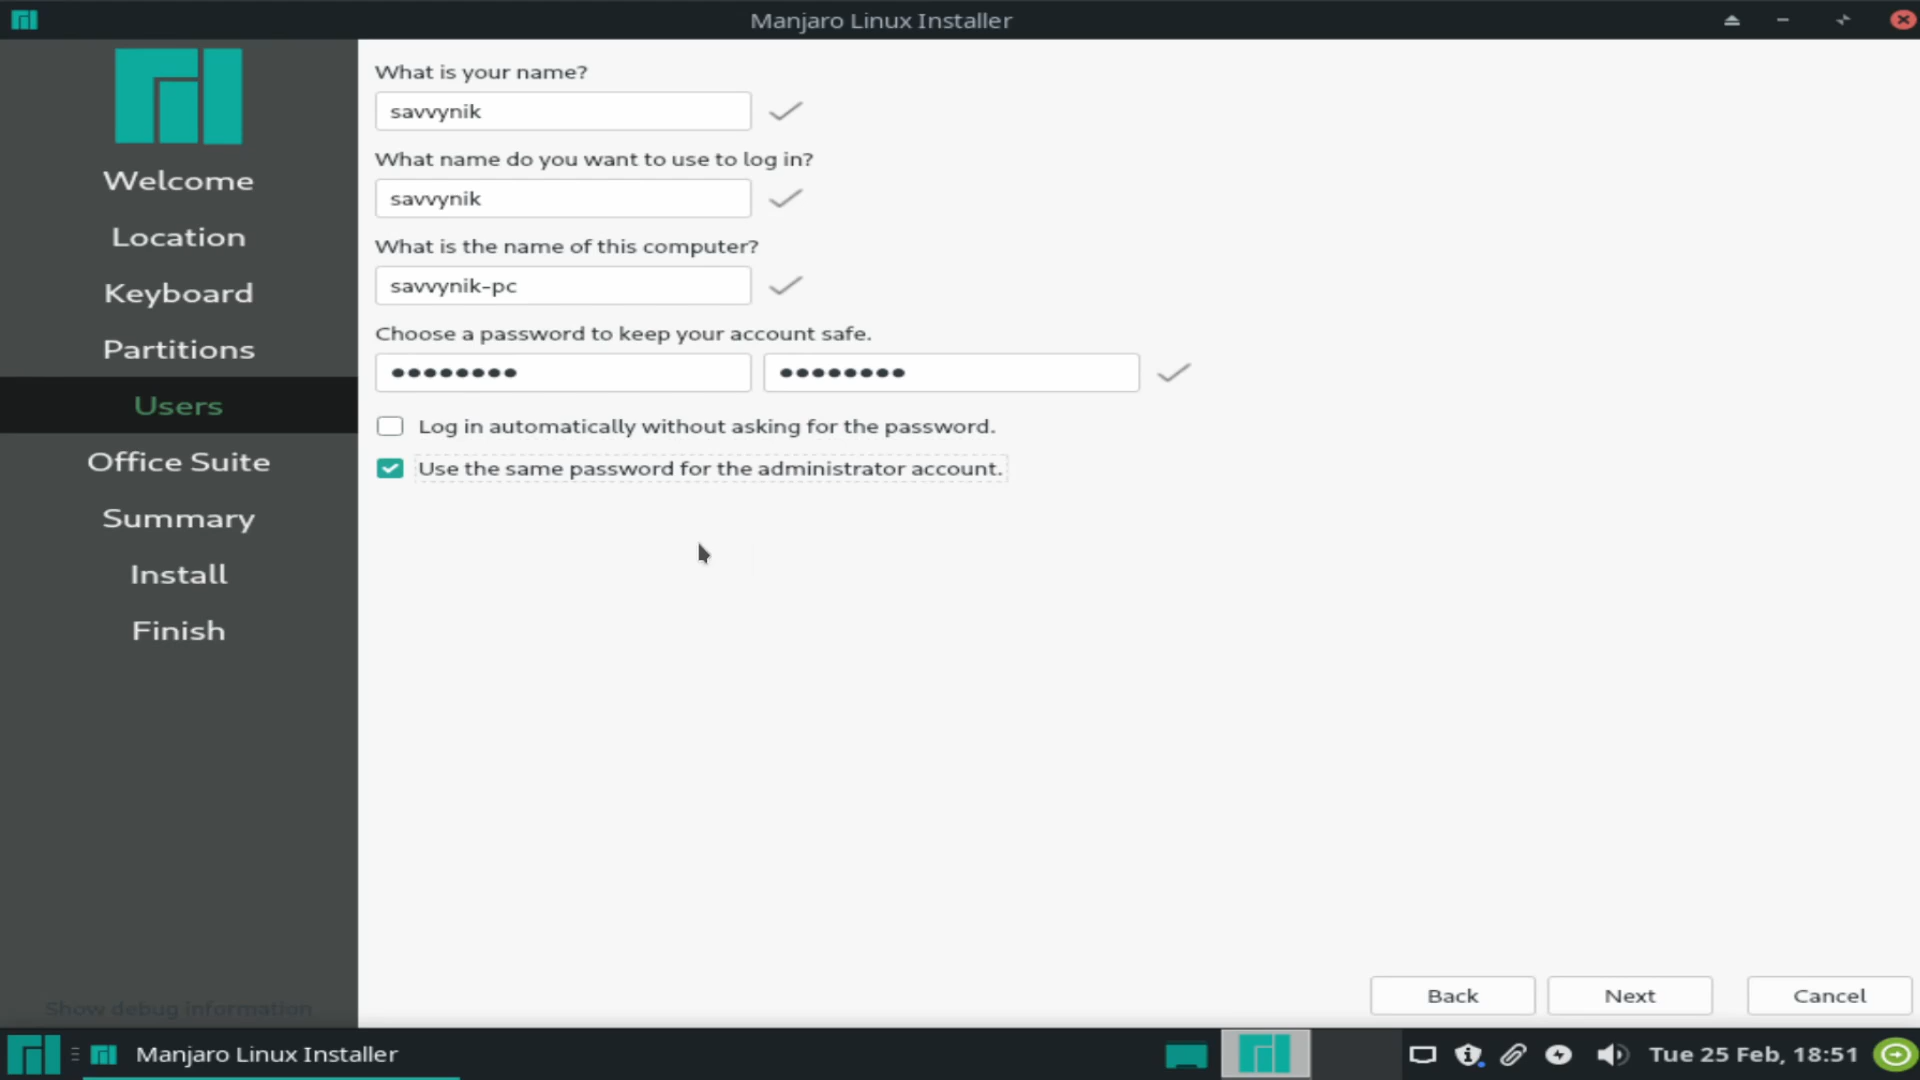 Manjaro Linux Installer
Welcome
Location
Keyboard
Partitions
Users
Office Suite
Summary
Install
Finish
Show debug information
What is your name?
savvynik
What name do you want to use to log in?
savvynik
What is the name of this computer?
savvynik-pc
Choose a password to keep your account safe.
●●●●●●●● ●●●●●●●●
Log in automatically without asking for the password.
Use the same password for the administrator account.
Back Next Cancel
Manjaro Linux Installer Tue 25 Feb, 18:51